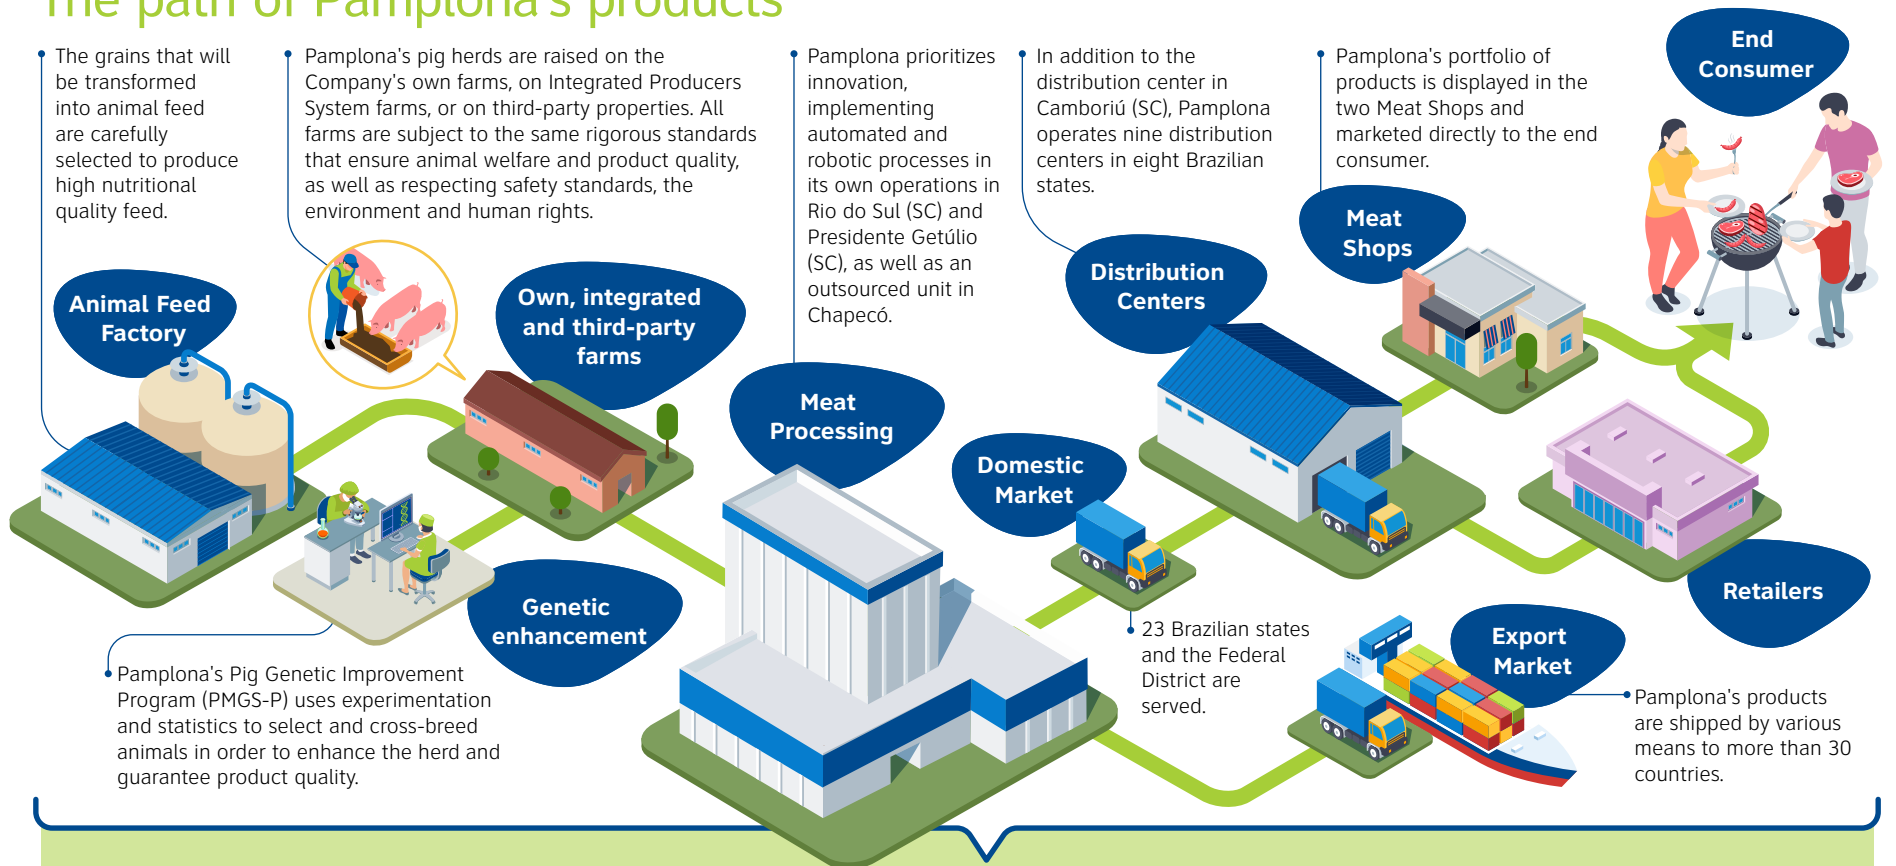 The path of Pamplona's products
The grains that will
be transformed
into animal feed
are carefully
selected to produce
high nutritional
quality feed.
Pamplona's pig herds are raised on the
Company's own farms, on Integrated Producers
System farms, or on third-party properties. All
farms are subject to the same rigorous standards
that ensure animal welfare and product quality,
as well as respecting safety standards, the
environment and human rights.
Pamplona prioritizes
innovation,
implementing
automated and
robotic processes in
its own operations in
Rio do Sul (SC) and
Presidente Getúlio
(SC), as well as an
outsourced unit in
Chapecó.
In addition to the
distribution center in
Camboriú (SC), Pamplona
operates nine distribution
centers in eight Brazilian
states.
Pamplona's portfolio of
products is displayed in the
two Meat Shops and
marketed directly to the end
consumer.
End
Consumer
Meat
Shops
Distribution
Centers
Animal Feed
Factory
Own, integrated
and third-party
farms
Meat
Processing
Domestic
Market
Retailers
Genetic
enhancement
23 Brazilian states
and the Federal
District are
served.
Export
Market
Pamplona's Pig Genetic Improvement
Program (PMGS-P) uses experimentation
and statistics to select and cross-breed
animals in order to enhance the herd and
guarantee product quality.
Pamplona's products
are shipped by various
means to more than 30
countries.